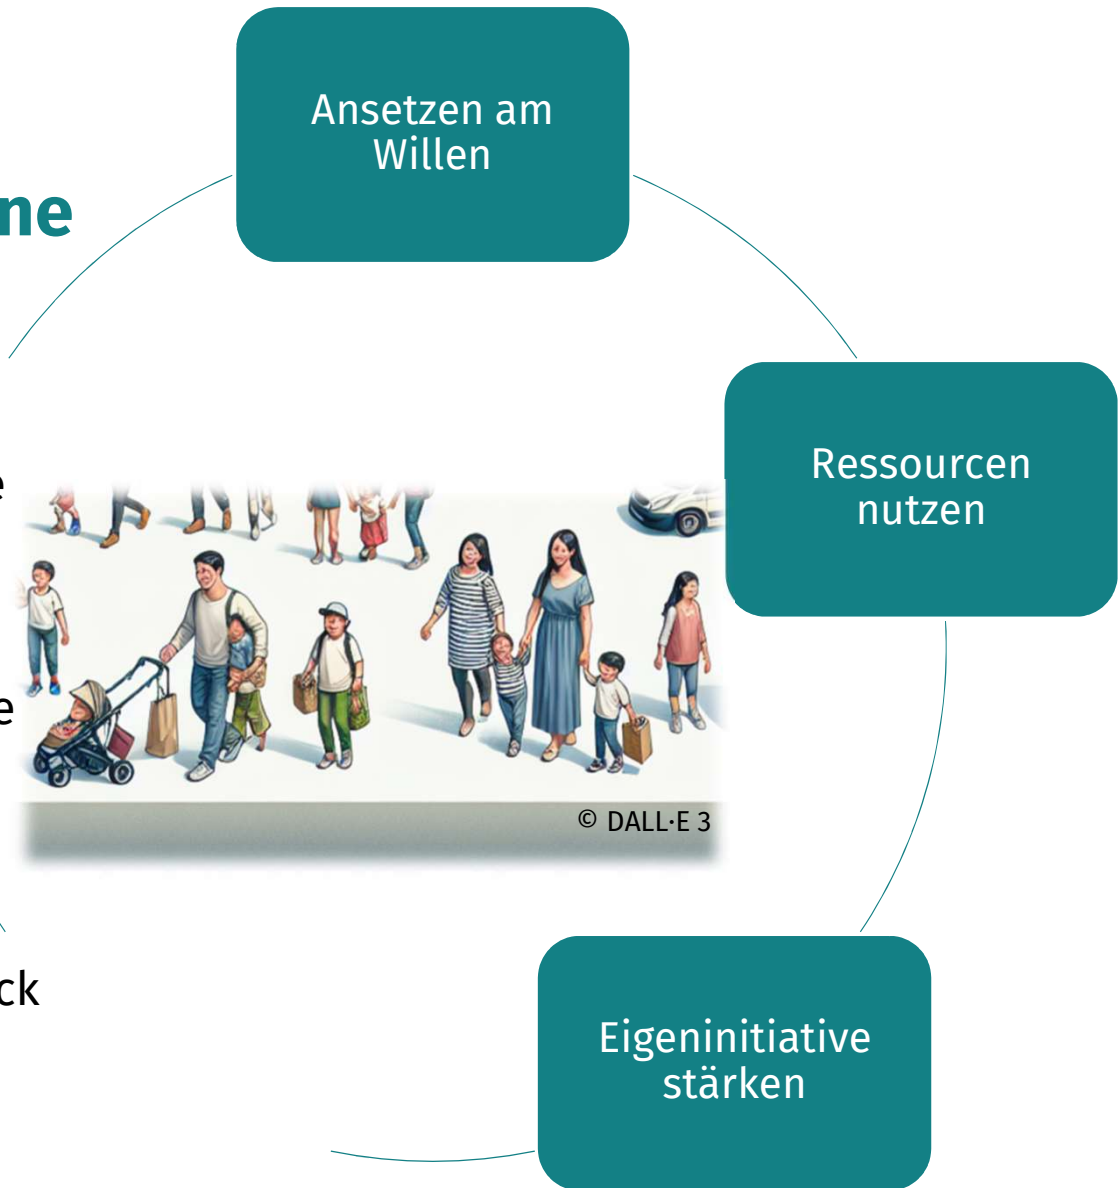 Ansetzen am
Willen
ne
Ressourcen
nutzen
e
e
© DALL·E 3
ck
Eigeninitiative
stärken